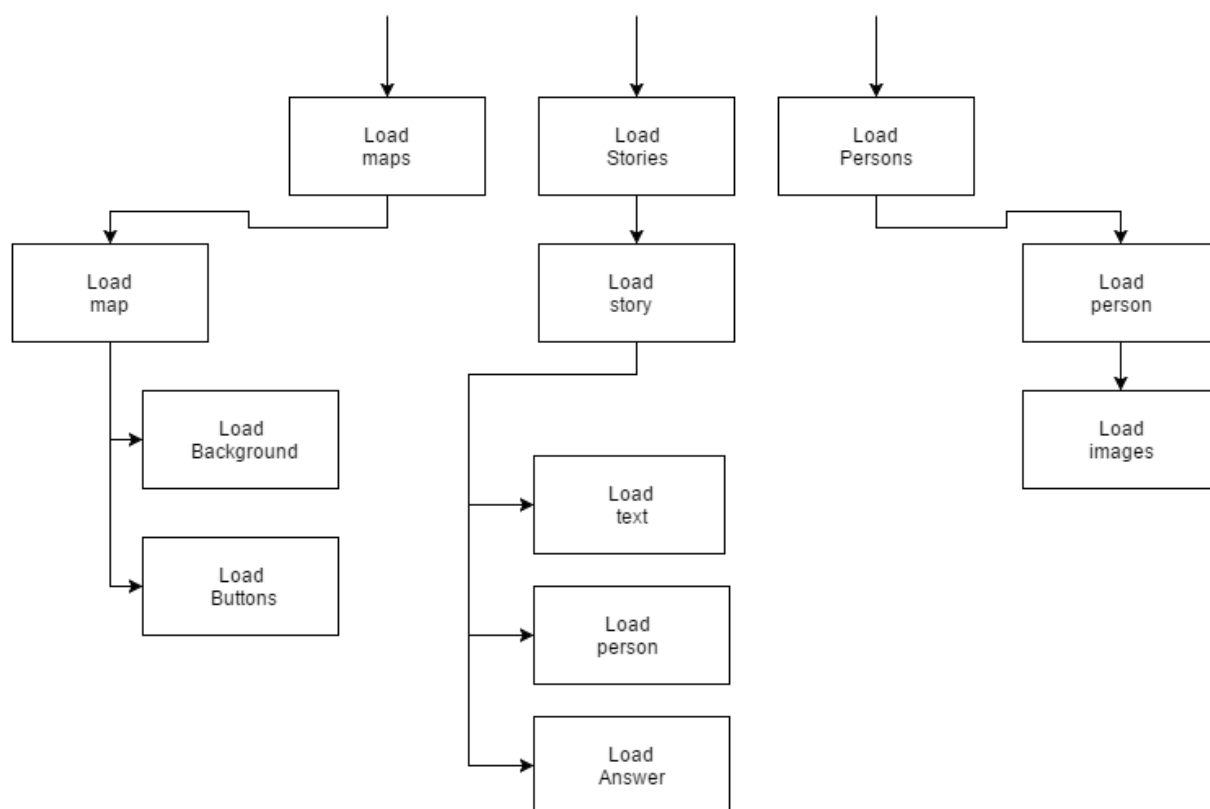 Load
maps
Load
Stories
Load
Persons
Load
map
Load
story
Load
person
Load
Background
Load
images
Load
text
Load
Buttons
Load
person
Load
Answer